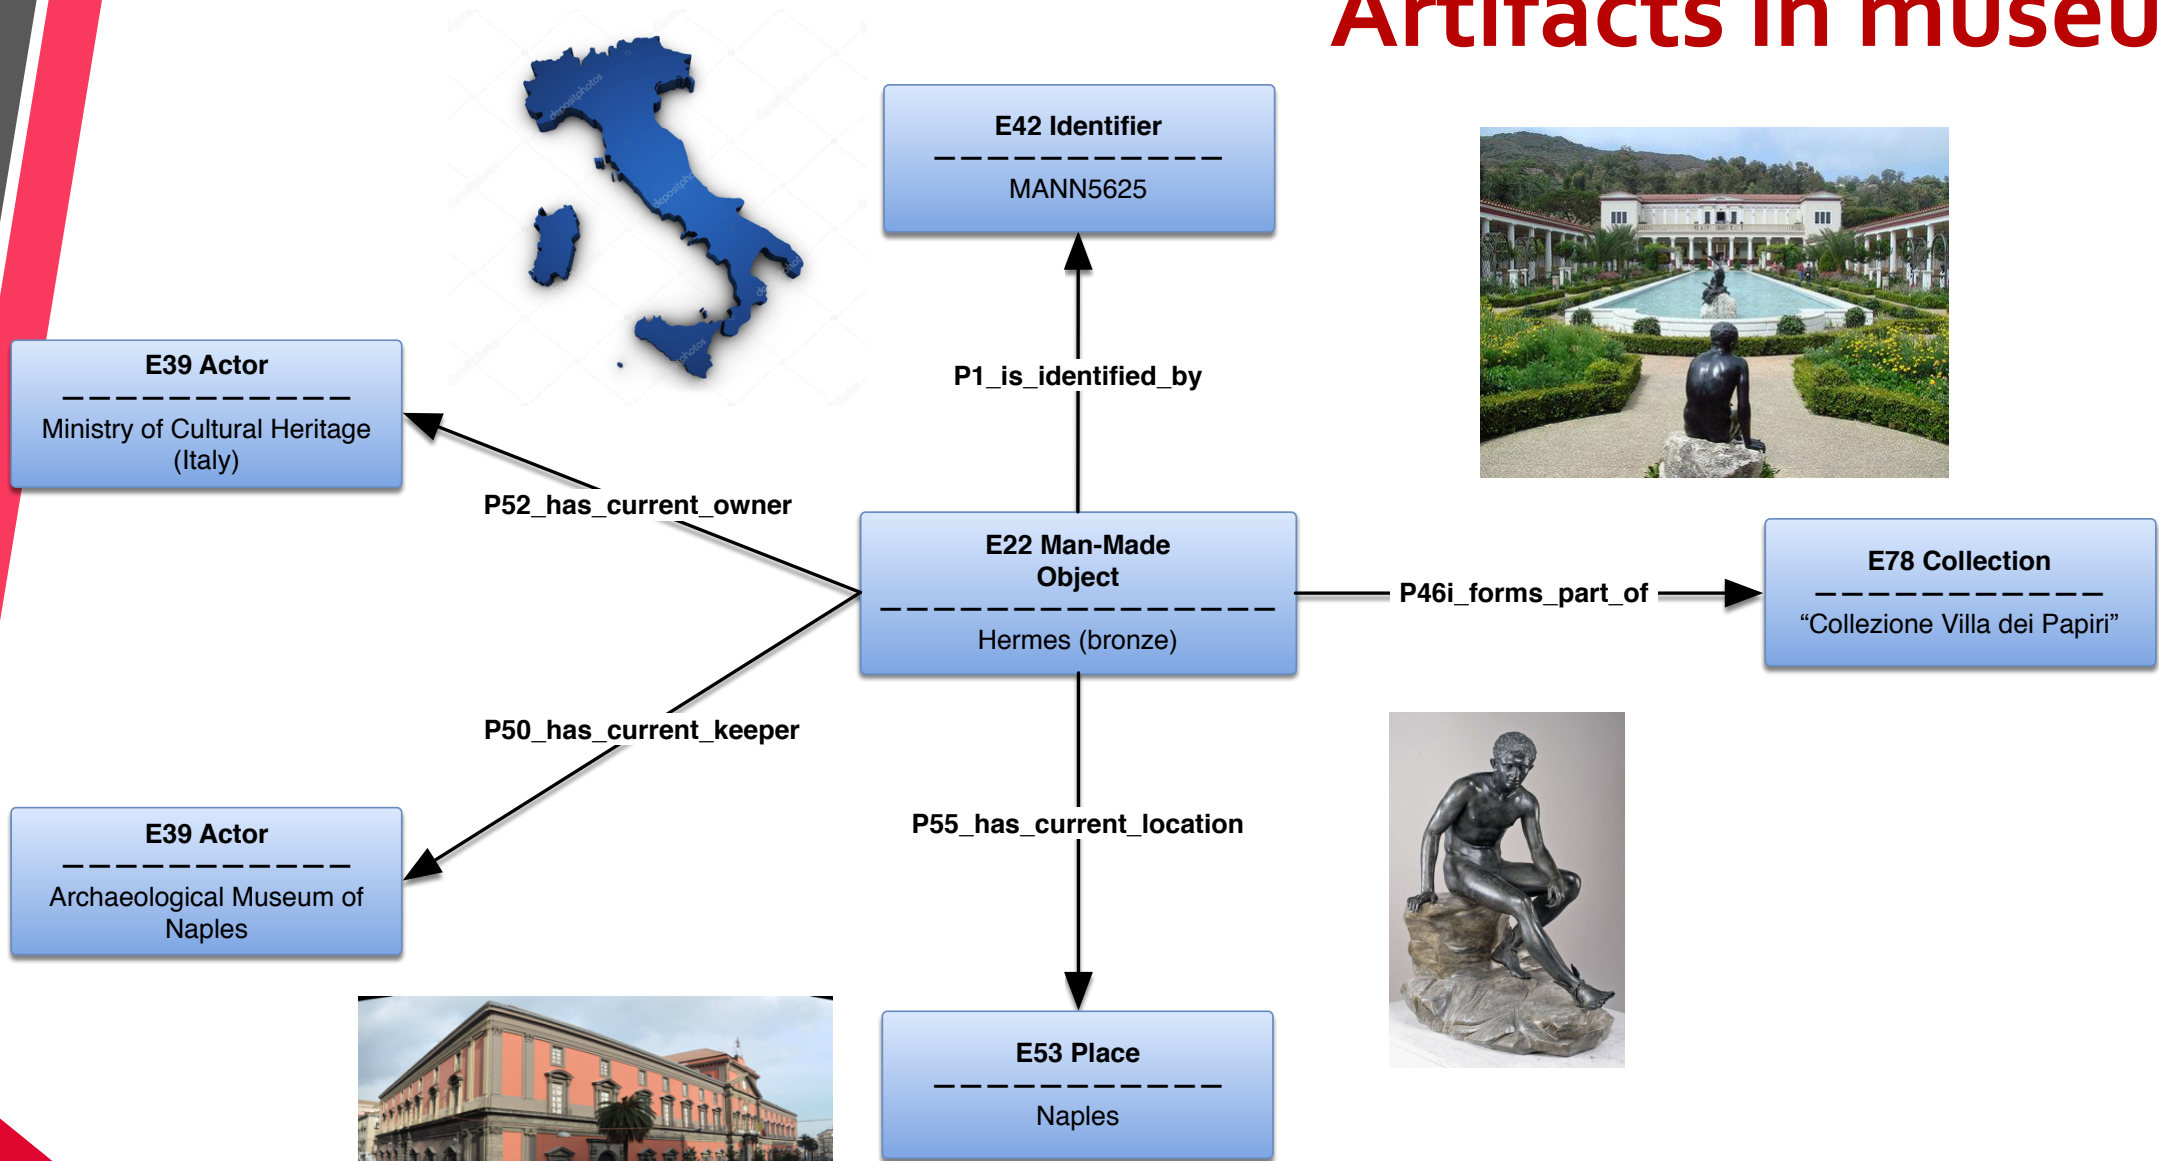 Artifacts in museu
E42 Identifier
MANN5625
depositphotos
P1_is_identified_by
E39 Actor
Ministry of Cultural Heritage
(Italy)
P52_has_current_owner
E22 Man-Made
Object
Hermes (bronze)
P46i_forms_part_of
E78 Collection
“Collezione Villa dei Papiri”
P50_has_current_keeper
P55_has_current_location
E39 Actor
Archaeological Museum of
Naples
E53 Place
Naples